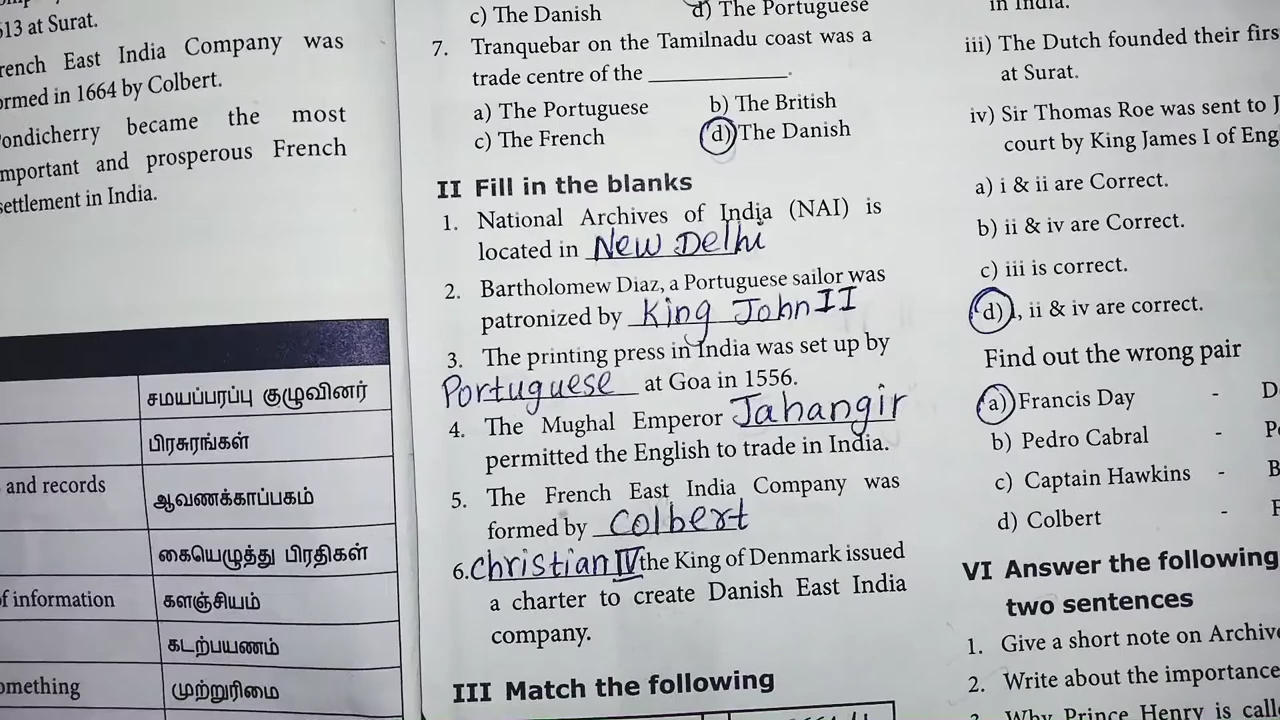 513 at Surat.
rench East India Company was
ormed in 1664 by Colbert.
ondicherry became the most
mportant and prosperous French
settlement in India.
சமயப்பரப்பு குழுவினர்
பிரசுரங்கள்
and records
ஆவணக்காப்பகம்
கையெழுத்து பிரதிகள்
of information
களஞ்சியம்
கடற்பயணம்
omething
முற்றுரிமை
c) The Danish d) The Portuguese
7. Tranquebar on the Tamilnadu coast was a
trade centre of the ____________.
a) The Portuguese b) The British
c) The French d) The Danish
II Fill in the blanks
1. National Archives of India (NAI) is
located in New Delhi
2. Bartholomew Diaz, a Portuguese sailor was
patronized by King John II
3. The printing press in India was set up by
Portuguese at Goa in 1556.
4. The Mughal Emperor Jahangir
permitted the English to trade in India.
5. The French East India Company was
formed by Colbert
6. Christian IV the King of Denmark issued
a charter to create Danish East India
company.
III Match the following
in India.
iii) The Dutch founded their firs
at Surat.
iv) Sir Thomas Roe was sent to J
court by King James I of Eng
a) i & ii are Correct.
b) ii & iv are Correct.
c) iii is correct.
d) , ii & iv are correct.
Find out the wrong pair
a) Francis Day - D
b) Pedro Cabral - Po
c) Captain Hawkins - B
d) Colbert - F
VI Answer the following
two sentences
1. Give a short note on Archive
2. Write about the importance
3. Why Prince Henry is calle